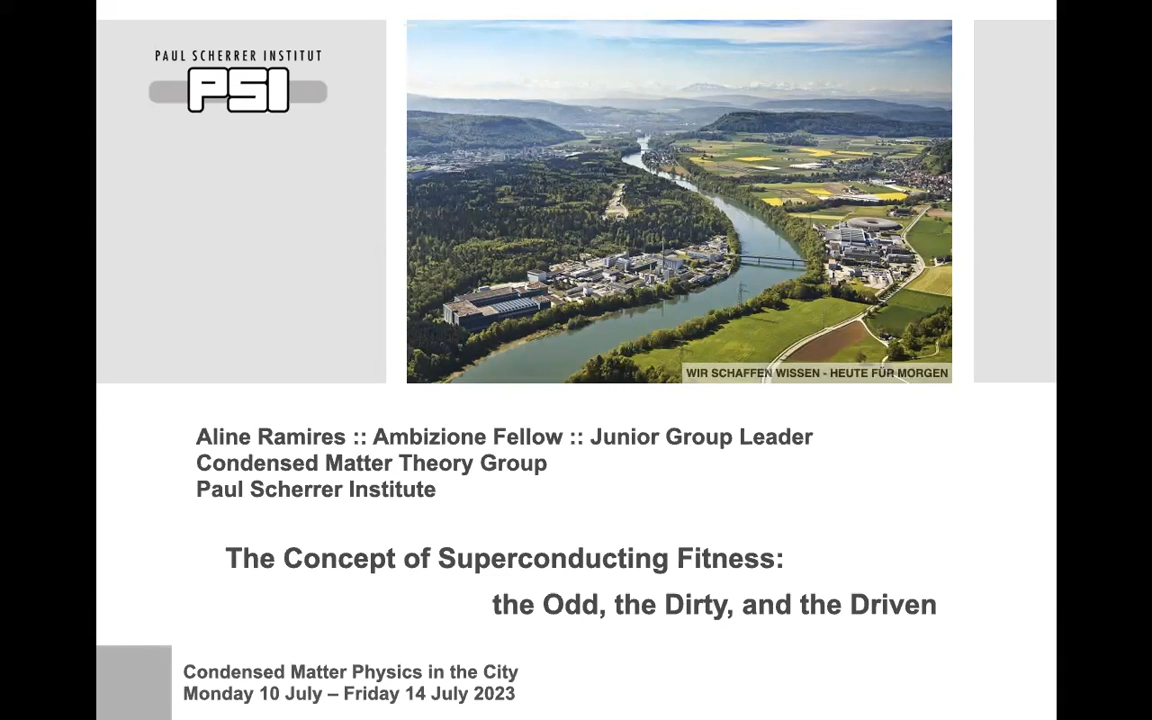 PAUL SCHERRER INSTITUT
PSI
WIR SCHAFFEN WISSEN - HEUTE FÜR MORGEN
Aline Ramires :: Ambizione Fellow :: Junior Group Leader
Condensed Matter Theory Group
Paul Scherrer Institute
The Concept of Superconducting Fitness:
the Odd, the Dirty, and the Driven
Condensed Matter Physics in the City
Monday 10 July – Friday 14 July 2023